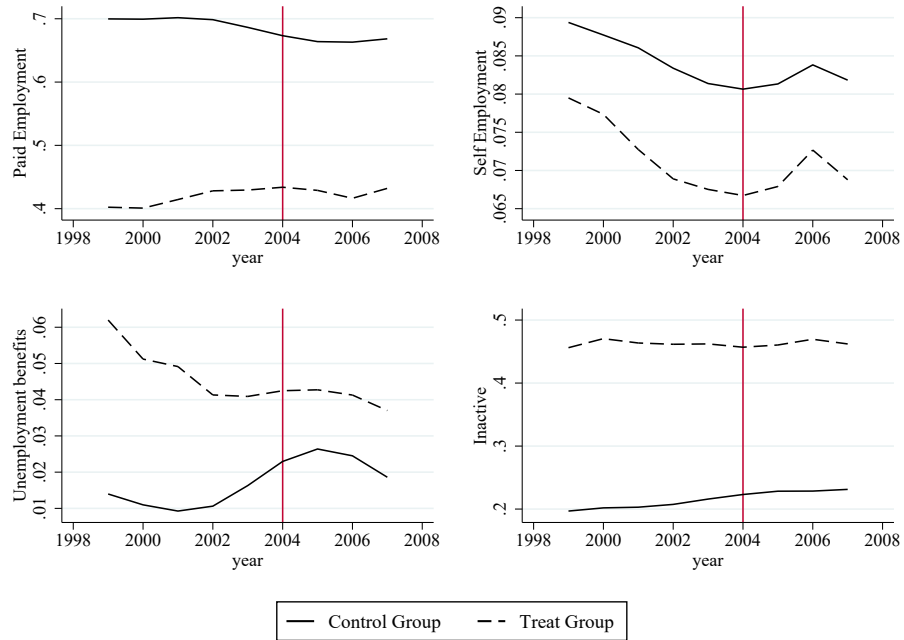 Paid Employment
.7
.6
.5
.4
1998 2000 2002 2004 2006 2008
year
Self Employment
.09
.085
.08
.075
.07
.065
1998 2000 2002 2004 2006 2008
year
Unemployment benefits
.06
.05
.04
.03
.02
.01
1998 2000 2002 2004 2006 2008
year
Inactive
.5
.4
.3
.2
1998 2000 2002 2004 2006 2008
year
Control Group Treat Group